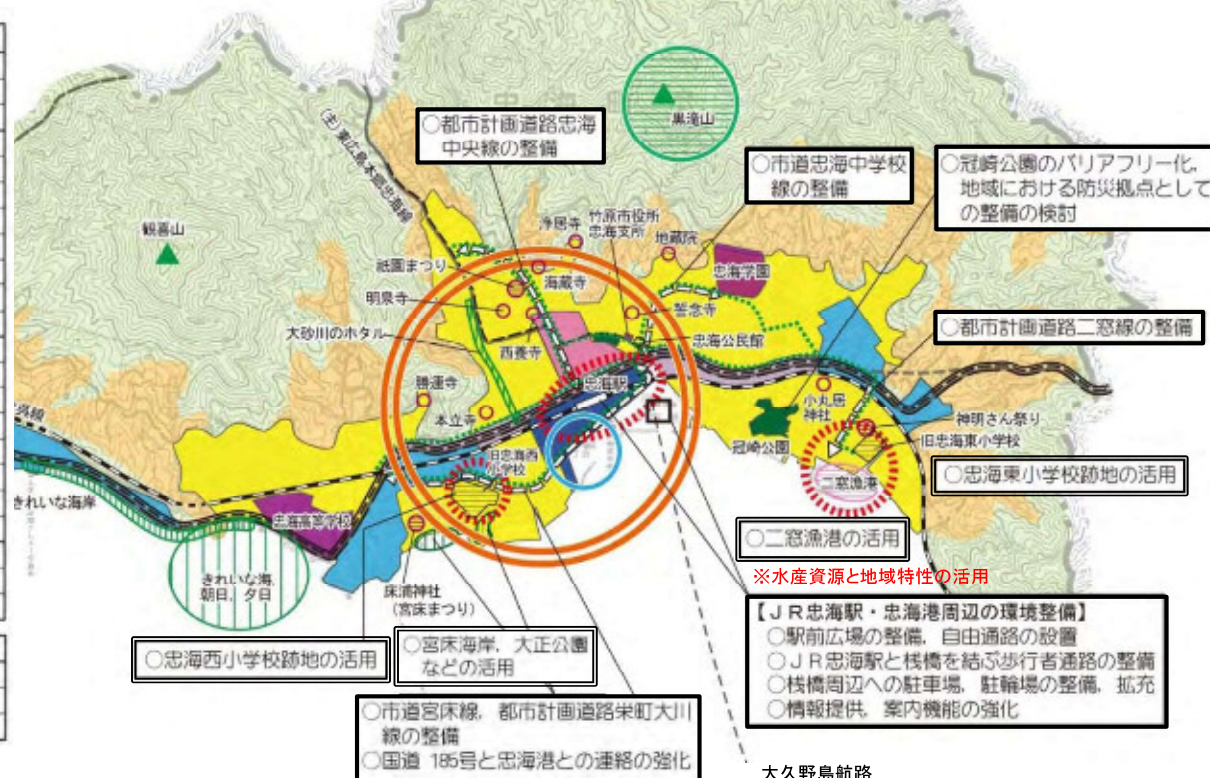 黒滝山
○都市計画道路忠海
中央線の整備
○市道忠海中学校
線の整備
○冠崎公園のバリアフリー化，
地域における防災拠点として
の整備の検討
(主)東広島本郷忠海線
観喜山
浄居寺
竹原市役所
忠海支所
地蔵院
祇園まつり
海蔵寺
忠海学園
明泉寺
誓念寺
大砂川のホタル
西養寺
忠海公民館
○都市計画道路二窓線の整備
勝運寺
忠海駅
小丸居
神社
本立寺
冠崎公園
神明さん祭り
旧忠海東小学校
旧忠海西
小学校
二窓漁港
○忠海東小学校跡地の活用
外線
きれいな海岸
忠海高等学校
○二窓漁港の活用
※水産資源と地域特性の活用
きれいな海，
朝日，夕日
床浦神社
(宮床まつり)
【ＪＲ忠海駅・忠海港周辺の環境整備】
○駅前広場の整備，自由通路の設置
○ＪＲ忠海駅と桟橋を結ぶ歩行者通路の整備
○桟橋周辺への駐車場，駐輪場の整備，拡充
○情報提供，案内機能の強化
○忠海西小学校跡地の活用
○宮床海岸，大正公園
などの活用
○市道宮床線，都市計画道路栄町大川
線の整備
○国道 185号と忠海港との連絡の強化
大久野島航路